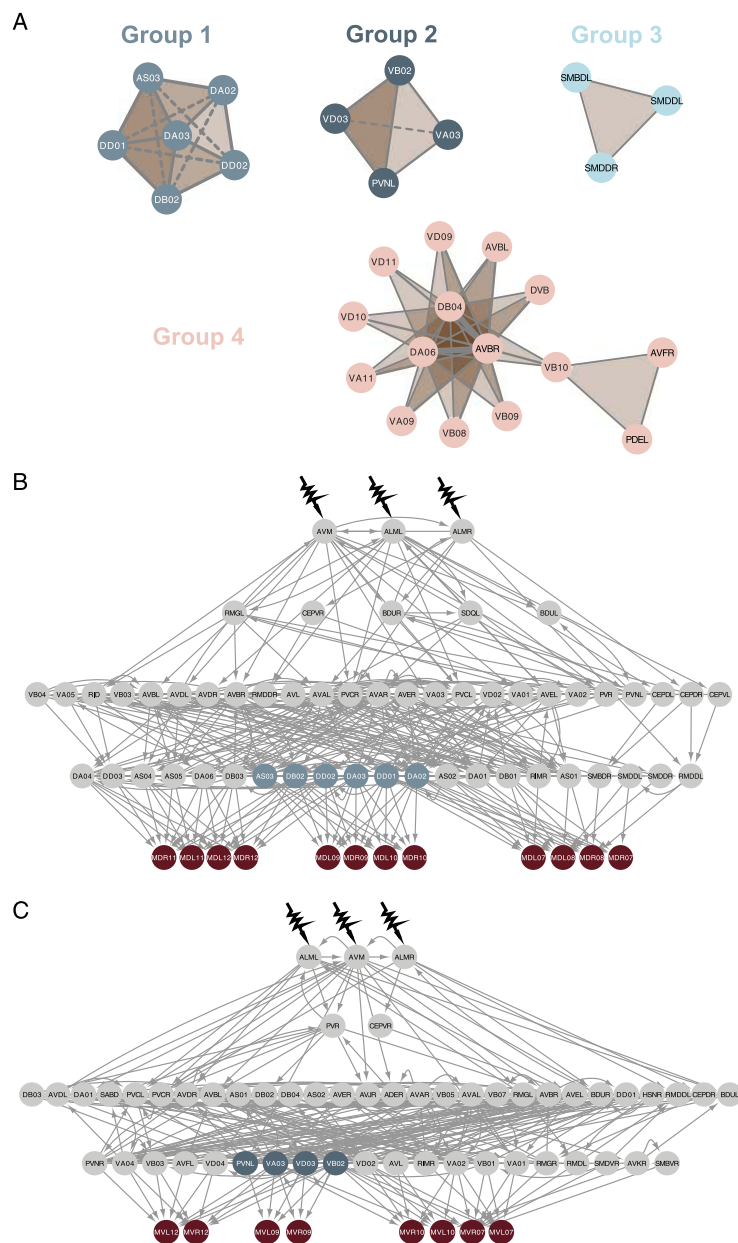 A
Group 1
Group 2
Group 3
AS03
DA02
DA03
DD01
DD02
DB02
VB02
VD03
VA03
PVNL
SMBDL
SMDDL
SMDDR
Group 4
VD09
AVBL
VD11
DVB
DB04
VD10
AVBR
DA06
AVFR
VB10
VA11
VA09
VB09
VB08
PDEL
B
AVM ALML ALMR
RMGL CEPVR BDUR SDQL BDUL
VB04 VA05 RID VB03 AVBL AVDL AVDR AVBR RMDDR AVL AVAL PVCR AVAR AVER VA03 PVCL VD02 VA01 AVEL VA02 PVR PVNL CEPDL CEPDR CEPVL
DA04 DD03 AS04 AS05 DA06 DB03 AS03 DB02 DD02 DA03 DD01 DA02 AS02 DA01 DB01 RIMR AS01 SMBDR SMDDL SMDDR RMDDL
MDR11 MDL11 MDL12 MDR12 MDL09 MDR09 MDL10 MDR10 MDL07 MDL08 MDR08 MDR07
C
ALML AVM ALMR
PVR CEPVR
DB03 AVDL DA01 SABD PVCL PVCR AVDR AVBL AS01 DB02 DB04 AS02 AVER AVJR ADER AVAR VB05 AVAL VB07 RMGL AVBR AVEL BDUR DD01 HSNR RMDDL CEPDR BDUL
PVNR VA04 VB03 AVFL VD04 PVNL VA03 VD03 VB02 VD02 AVL RIMR VA02 VB01 VA01 RMGR RMDL SMDVR AVKR SMBVR
MVL12 MVR12 MVL09 MVR09 MVR10 MVL10 MVR07 MVL07